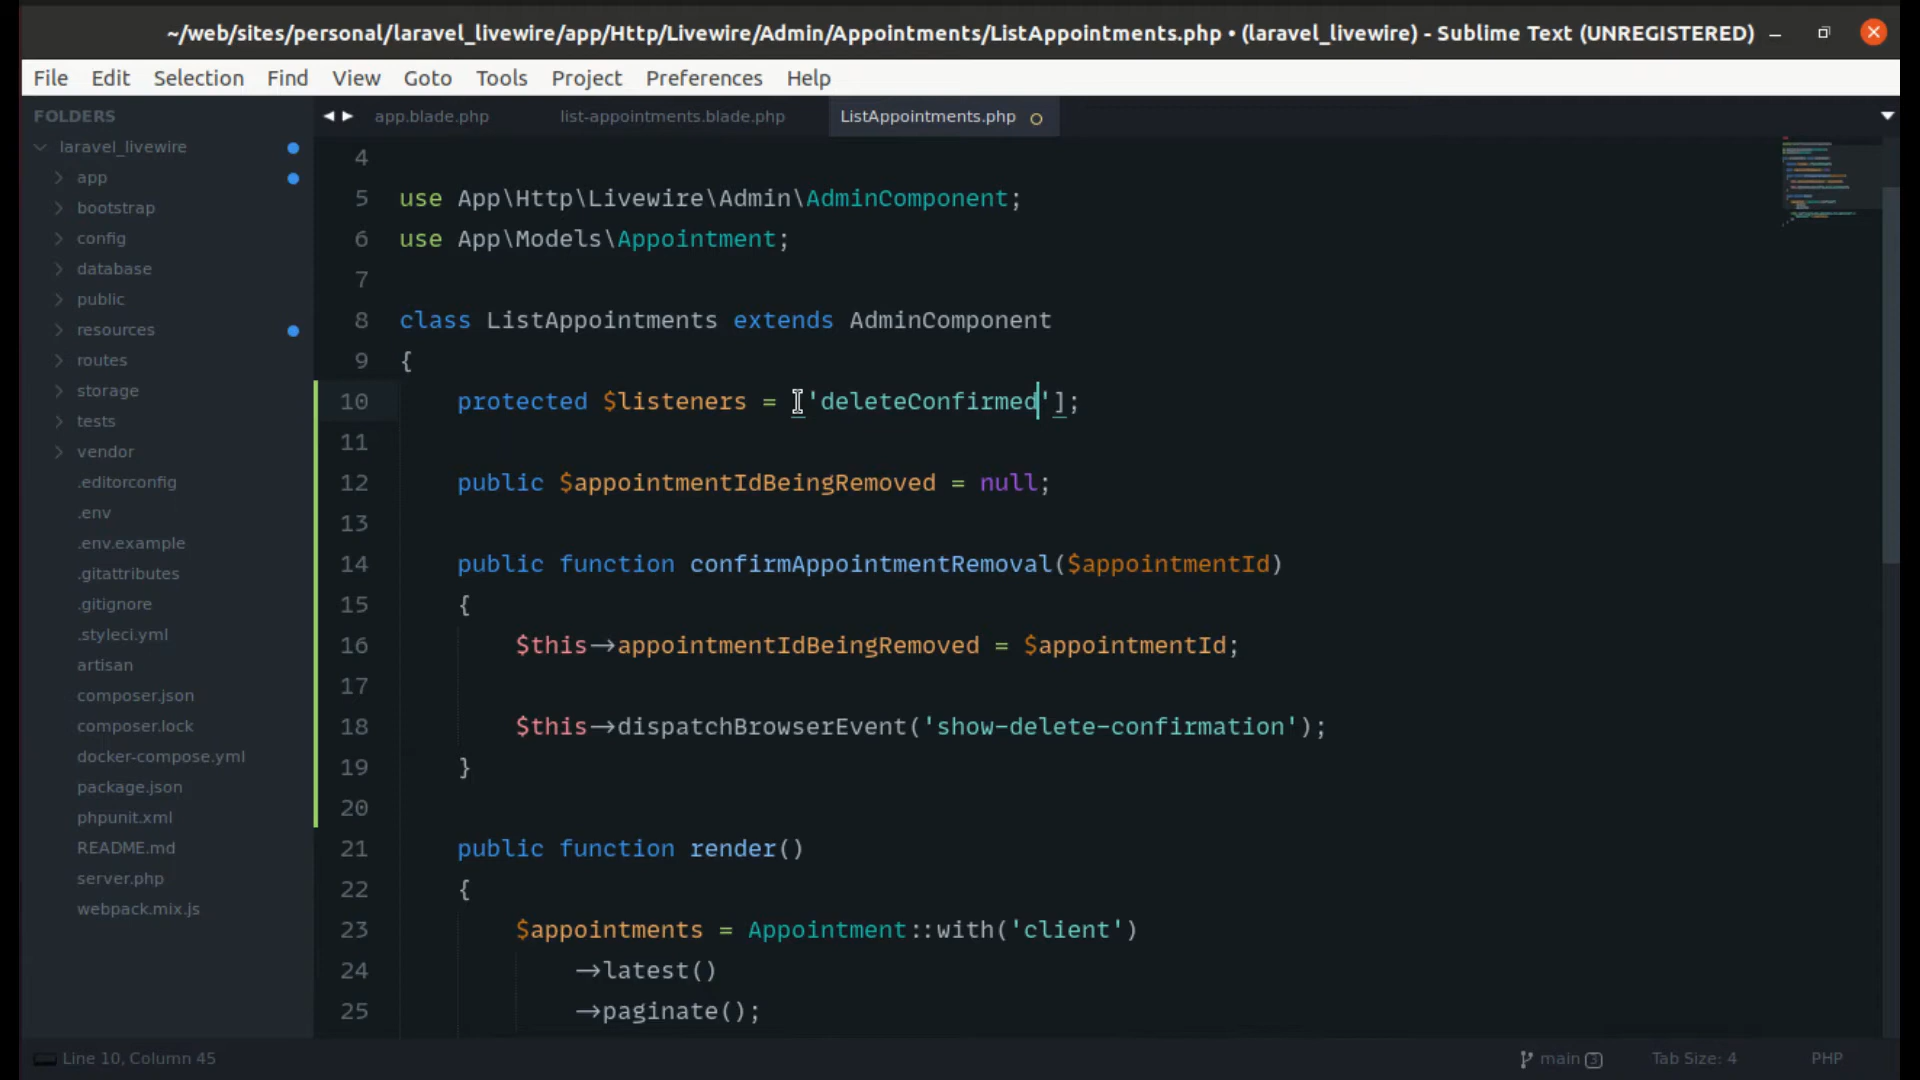 ~/web/sites/personal/laravel_livewire/app/Http/Livewire/Admin/Appointments/ListAppointments.php • (laravel_livewire) - Sublime Text (UNREGISTERED)
File Edit Selection Find View Goto Tools Project Preferences Help
FOLDERS
laravel_livewire
app
bootstrap
config
database
public
resources
routes
storage
tests
vendor
.editorconfig
.env
.env.example
.gitattributes
.gitignore
.styleci.yml
artisan
composer.json
composer.lock
docker-compose.yml
package.json
phpunit.xml
README.md
server.php
webpack.mix.js
app.blade.php list-appointments.blade.php ListAppointments.php
4
5 use App\Http\Livewire\Admin\AdminComponent;
6 use App\Models\Appointment;
7
8 class ListAppointments extends AdminComponent
9 {
10 protected $listeners = ['deleteConfirmed'];
11
12 public $appointmentIdBeingRemoved = null;
13
14 public function confirmAppointmentRemoval($appointmentId)
15 {
16 $this->appointmentIdBeingRemoved = $appointmentId;
17
18 $this->dispatchBrowserEvent('show-delete-confirmation');
19 }
20
21 public function render()
22 {
23 $appointments = Appointment::with('client')
24 ->latest()
25 ->paginate();
Line 10, Column 45 main 3 Tab Size: 4 PHP